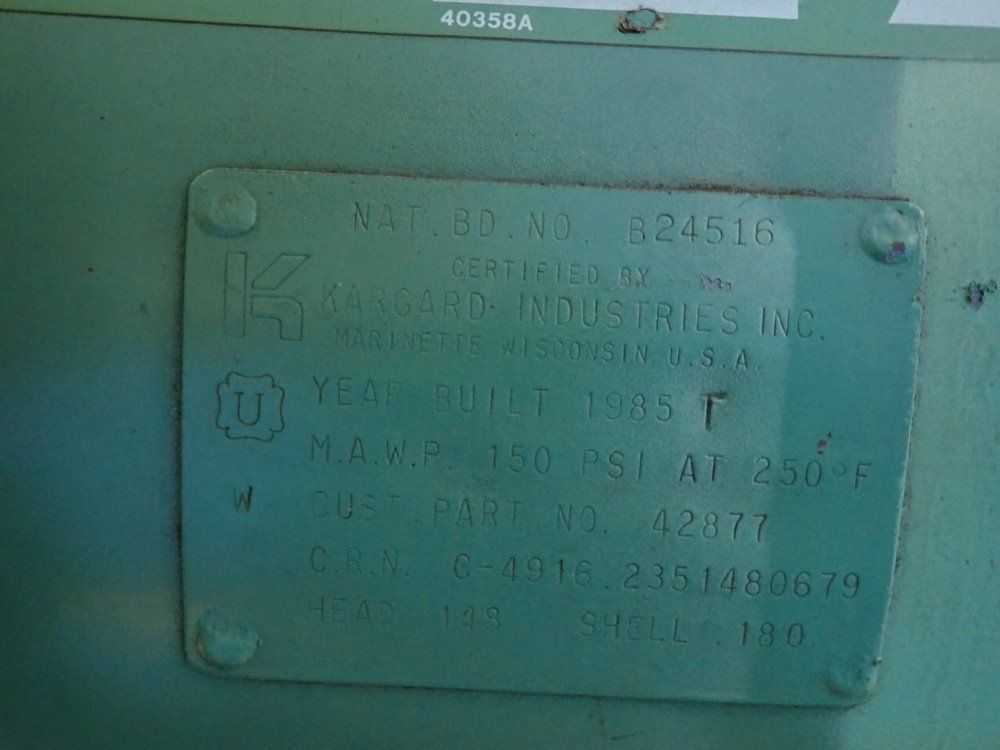 40358A
NAT. BD. NO. B24516
CERTIFIED BY
K KARGARD INDUSTRIES INC.
MARINETTE WISCONSIN U.S.A.
U YEAR BUILT 1985 T
M.A.W.P. 150 PSI AT 250°F
W CUST. PART NO. 42877
C.R.N. C-4916.2351480679
HEAD .148 SHELL .180